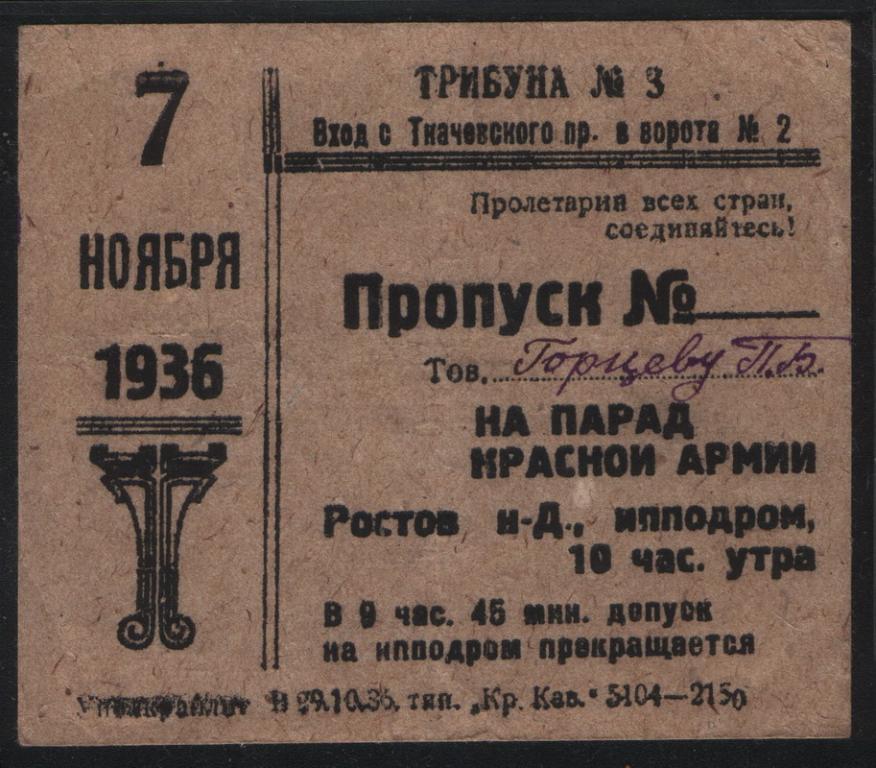 7
НОЯБРЯ
1936
ТРИБУНА № 3
Вход с Ткачевского пр. в ворота № 2
Пролетарии всех стран,
соединяйтесь!
Пропуск №
Тов. Горцеву П.Б.
НА ПАРАД
КРАСНОЙ АРМИИ
Ростов н-Д., ипподром,
10 час. утра
В 9 час. 45 мин. допуск
на ипподром прекращается
В 29.10.36. тип. „Кр. Кав.“ 5104—2150